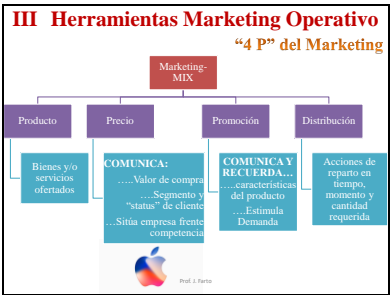 III Herramientas Marketing Operativo
“4 P” del Marketing
Marketing-
MIX
Producto
Precio
Promoción
Distribución
Bienes y/o
servicios
ofertados
COMUNICA:
…..Valor de compra
….Segmento y
“status” de cliente
…Sitúa empresa frente
competencia
COMUNICA Y
RECUERDA…
…..características
del producto
….Estimula
Demanda
Acciones de
reparto en
tiempo,
momento y
cantidad
requerida
Prof. J. Farto